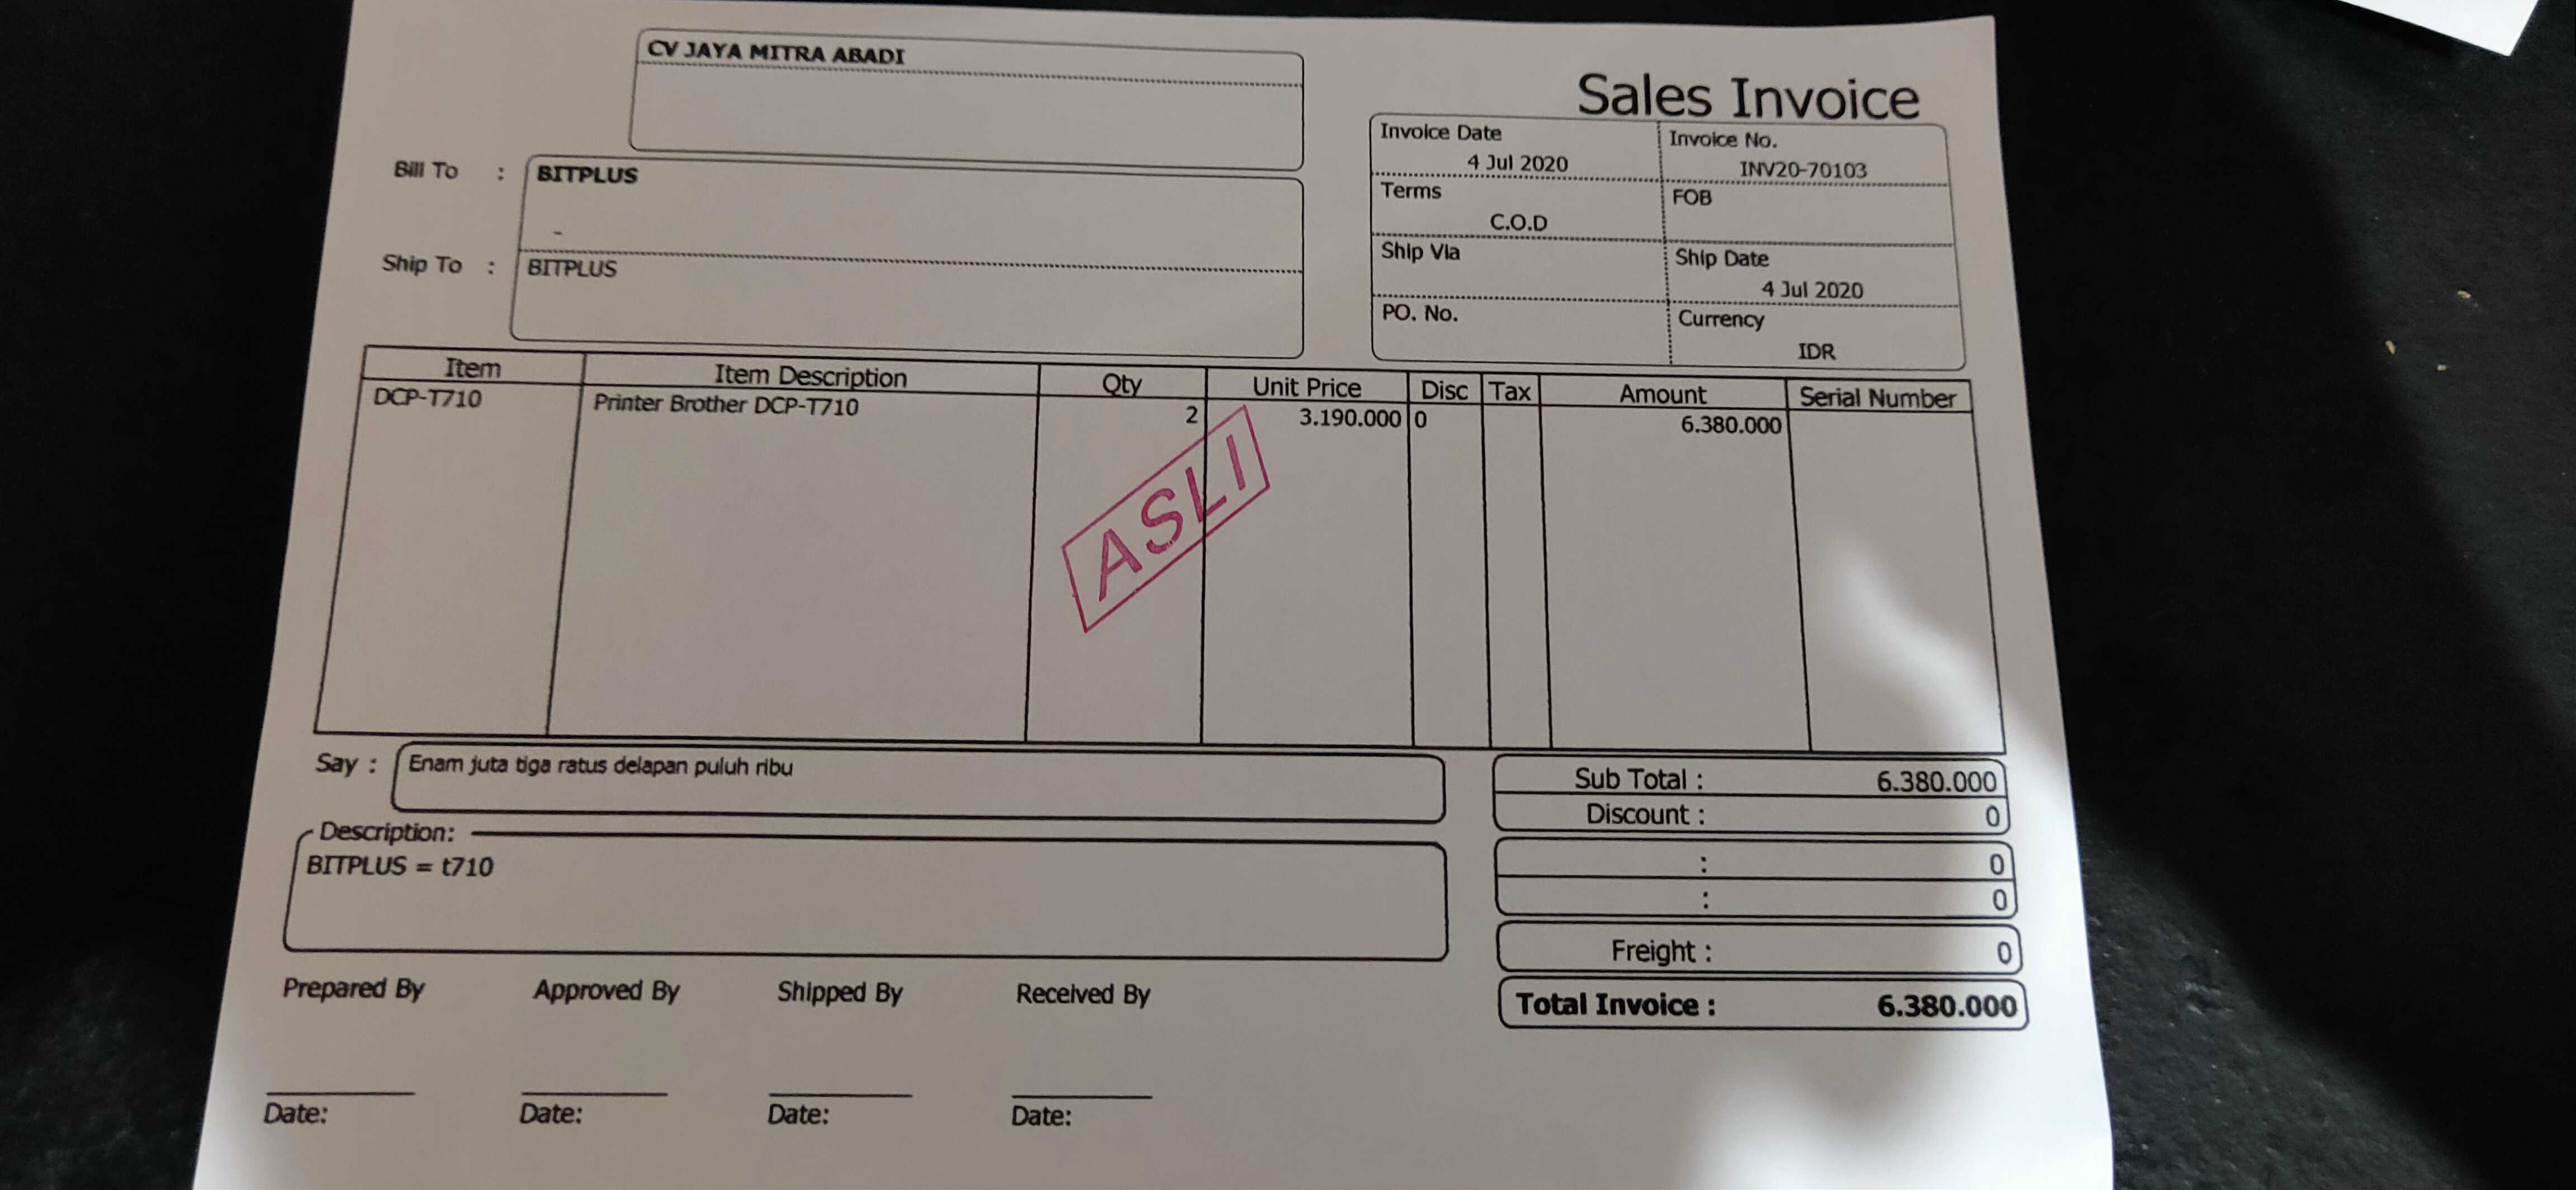 CV JAYA MITRA ABADI
Sales Invoice
Invoice Date
4 Jul 2020
Invoice No.
INV20-70103
Bill To : BITPLUS
-
Terms
C.O.D
FOB
Ship To : BITPLUS
Ship Via
Ship Date
4 Jul 2020
PO. No.
Currency
IDR
Item Item Description Qty Unit Price Disc Tax Amount Serial Number
DCP-T710 Printer Brother DCP-T710 2 3.190.000 0 6.380.000
ASLI
Say : Enam juta tiga ratus delapan puluh ribu
Sub Total : 6.380.000
Discount : 0
Description:
BITPLUS = t710
: 0
: 0
Freight : 0
Total Invoice : 6.380.000
Prepared By Approved By Shipped By Received By
Date: Date: Date: Date: